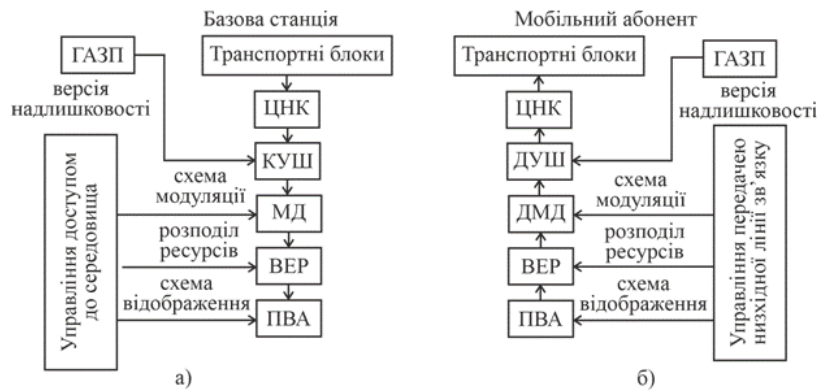 Базова станція
Транспортні блоки
ГАЗП
версія
надлишковості
ЦНК
КУШ
схема
модуляції
МД
розподіл
ресурсів
ВЕР
схема
відображення
ПВА
Управління доступом
до середовища
а)
Мобільний абонент
Транспортні блоки
ГАЗП
версія
надлишковості
ЦНК
ДУШ
схема
модуляції
ДМД
розподіл
ресурсів
ВЕР
схема
відображення
ПВА
Управління передачею
низхідної лінії зв’язку
б)